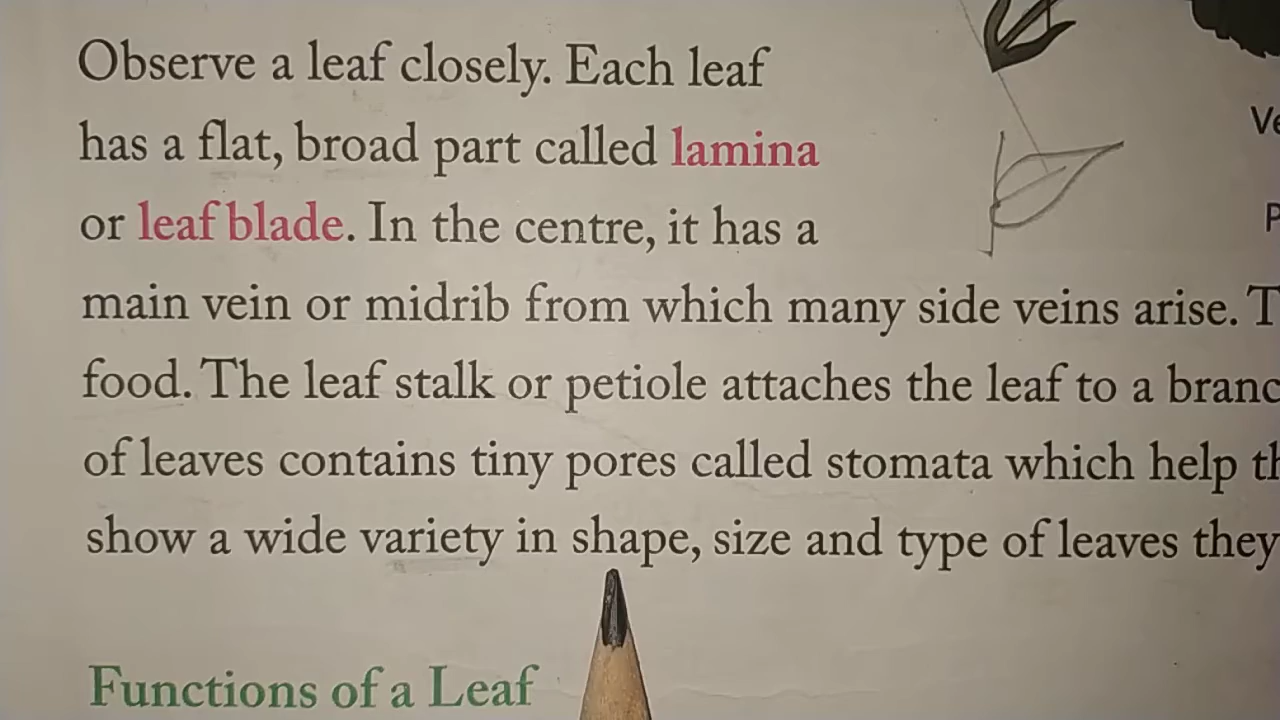 Observe a leaf closely. Each leaf
has a flat, broad part called lamina
or leaf blade. In the centre, it has a
main vein or midrib from which many side veins arise.
food. The leaf stalk or petiole attaches the leaf to a
of leaves contains tiny pores called stomata which help
show a wide variety in shape, size and type of leaves they
Functions of a Leaf